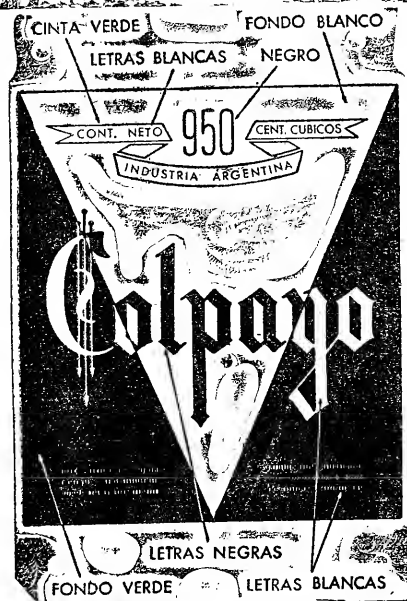 CINTA VERDE
FONDO BLANCO
LETRAS BLANCAS
NEGRO
CONT. NETO
950
CENT. CUBICOS
INDUSTRIA ARGENTINA
Colpayo
LETRAS NEGRAS
FONDO VERDE
LETRAS BLANCAS